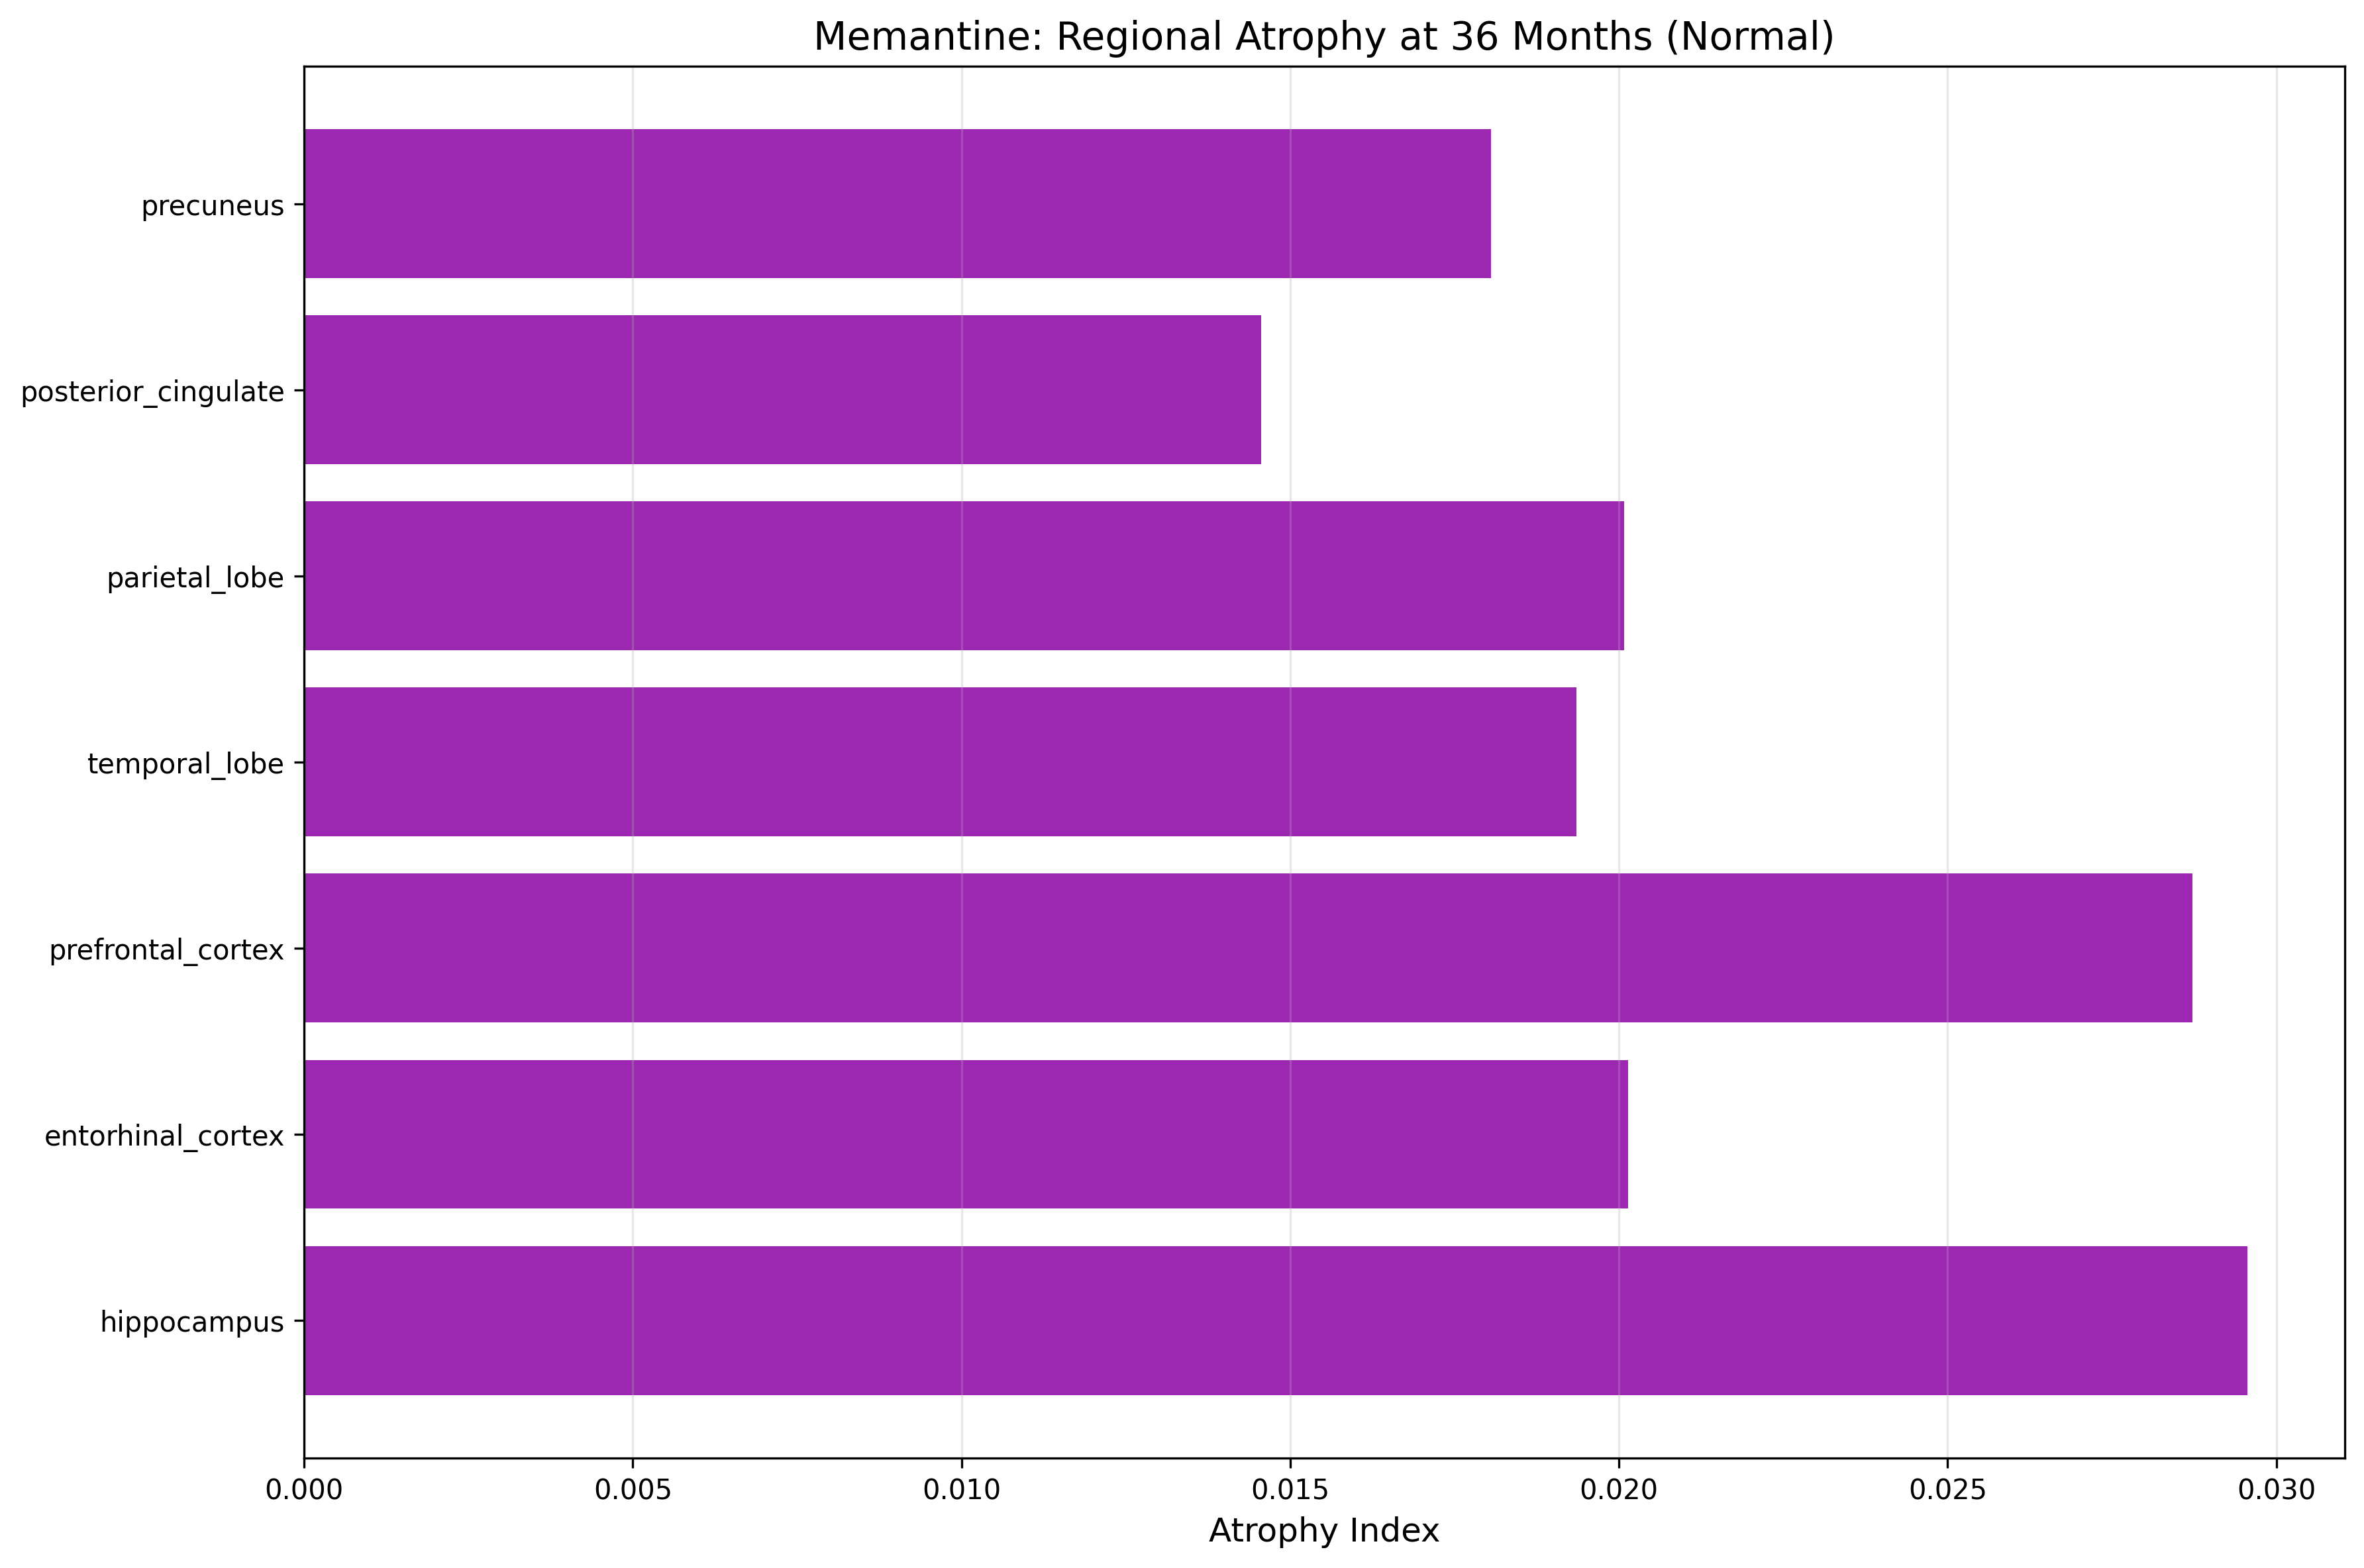 Memantine: Regional Atrophy at 36 Months (Normal)
precuneus
posterior_cingulate
parietal_lobe
temporal_lobe
prefrontal_cortex
entorhinal_cortex
hippocampus
0.000 0.005 0.010 0.015 0.020 0.025 0.030
Atrophy Index